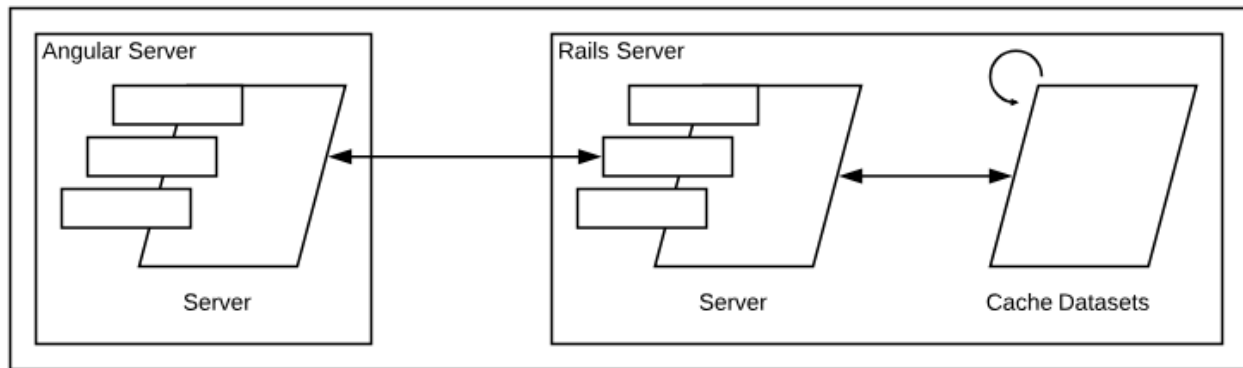 Angular Server
Rails Server
Server
Server
Cache Datasets